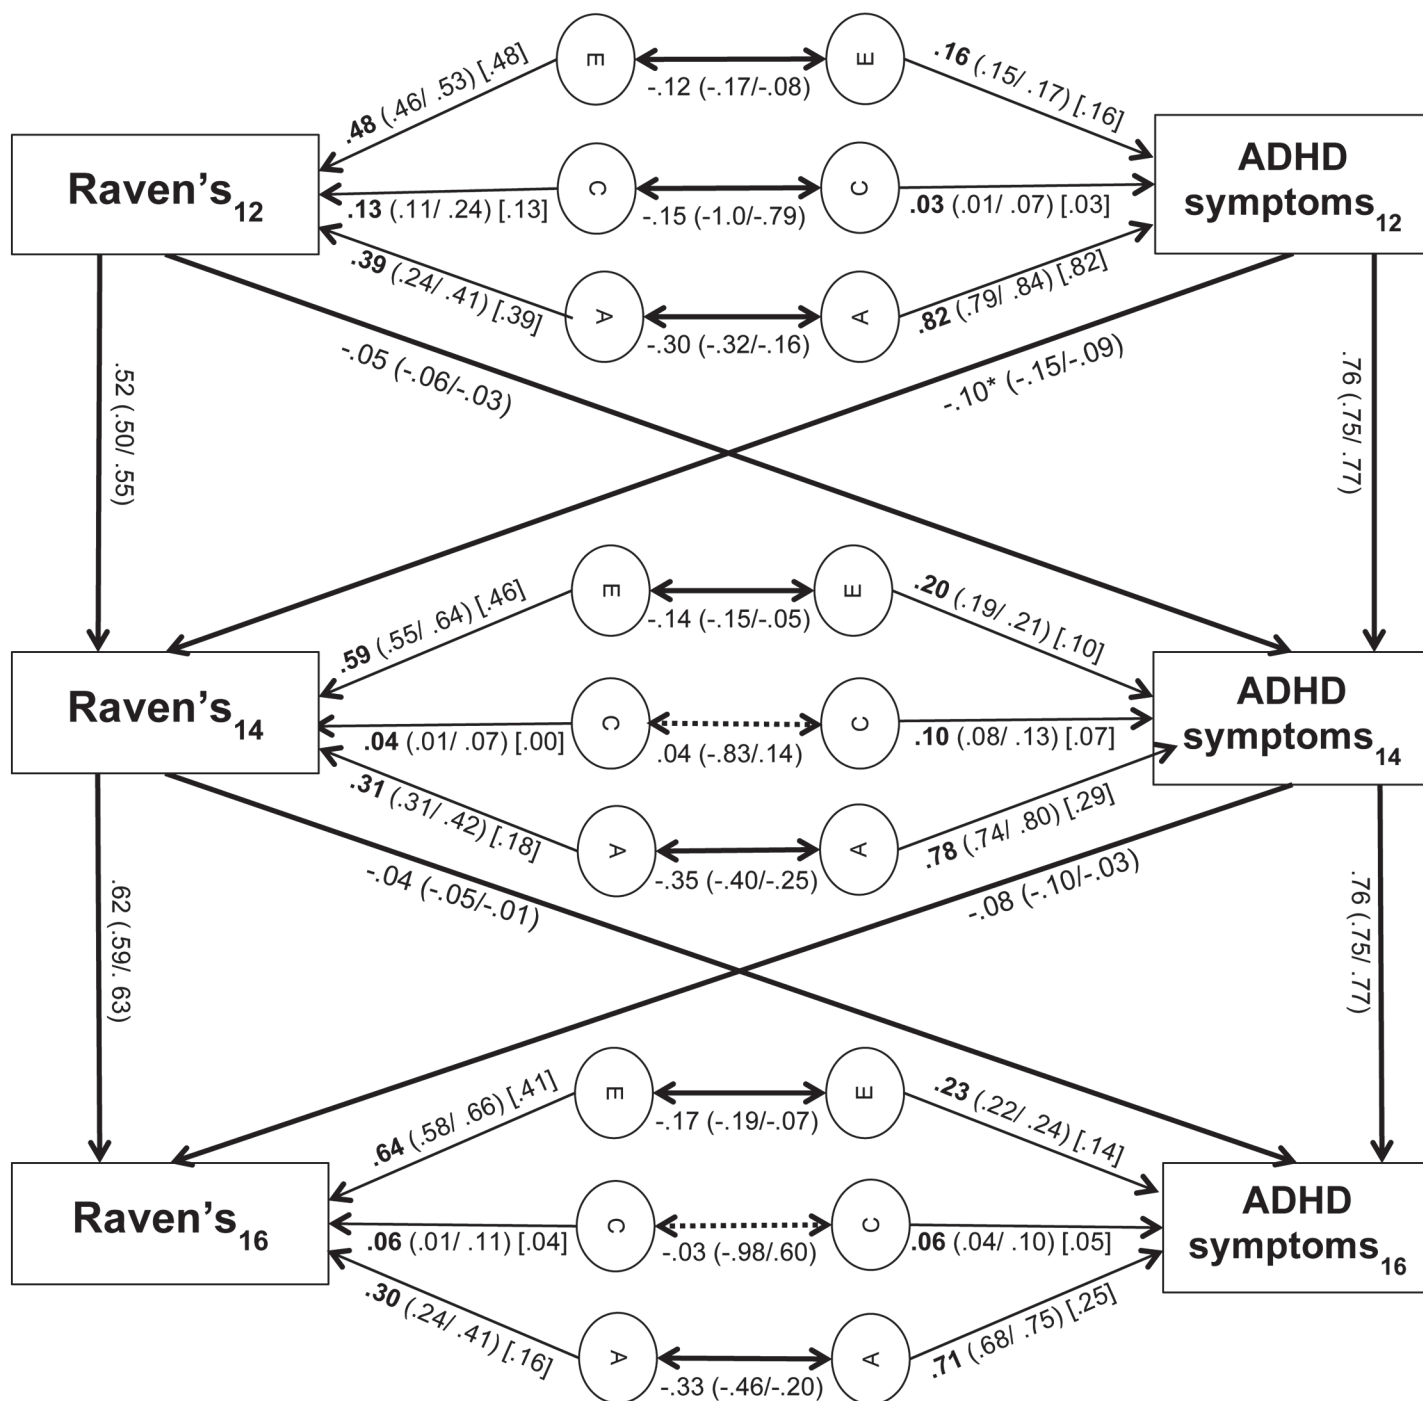 E
E
.48 (.46/ .53) [.48]
-.12 (-.17/-.08)
.16 (.15/ .17) [.16]
Raven’s12
C
C
ADHD
symptoms12
.13 (.11/ .24) [.13]
-.15 (-1.0/-.79)
.03 (.01/ .07) [.03]
.39 (.24/ .41) [.39]
A
A
.82 (.79/ .84) [.82]
-.30 (-.32/-.16)
.52 (.50/ .55)
-.05 (-.06/-.03)
-.10* (-.15/-.09)
.76 (.75/ .77)
E
E
.59 (.55/ .64) [.46]
-.14 (-.15/-.05)
.20 (.19/ .21) [.10]
Raven’s14
C
C
ADHD
symptoms14
.04 (.01/ .07) [.00]
.04 (-.83/.14)
.10 (.08/ .13) [.07]
.31 (.31/ .42) [.18]
A
A
.78 (.74/ .80) [.29]
-.35 (-.40/-.25)
.62 (.59/ .63)
-.04 (-.05/-.01)
-.08 (-.10/-.03)
.76 (.75/ .77)
E
E
.64 (.58/ .66) [.41]
-.17 (-.19/-.07)
.23 (.22/ .24) [.14]
Raven’s16
C
C
ADHD
symptoms16
.06 (.01/ .11) [.04]
-.03 (-.98/.60)
.06 (.04/ .10) [.05]
.30 (.24/ .41) [.16]
A
A
.71 (.68/ .75) [.25]
-.33 (-.46/-.20)